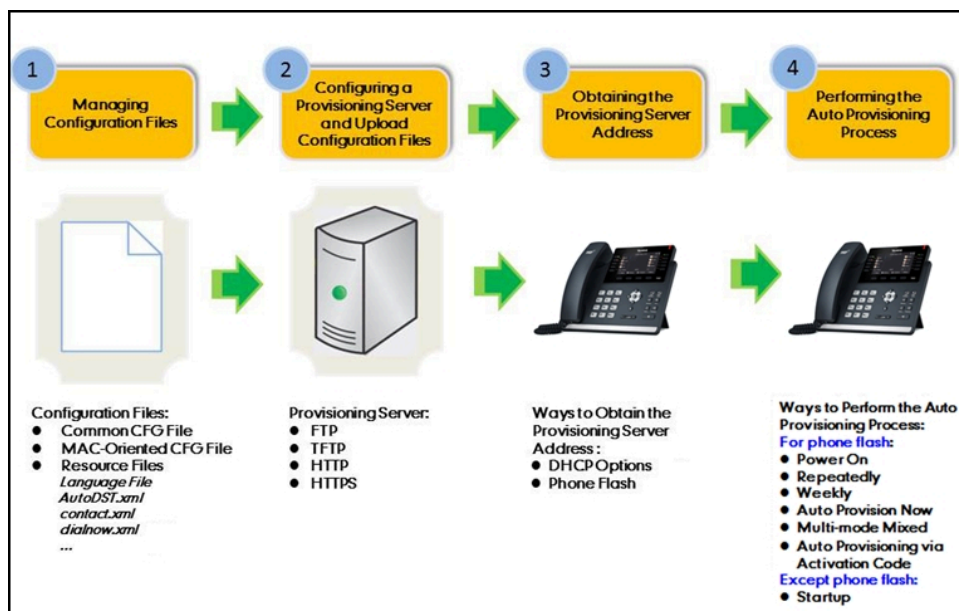 1
Managing
Configuration Files
2
Configuring a
Provisioning Server
and Upload
Configuration Files
3
Obtaining the
Provisioning Server
Address
4
Performing the
Auto Provisioning
Process
Configuration Files:
● Common CFG File
● MAC-Oriented CFG File
● Resource Files
Language File
AutoDST.xml
contact.xml
dialnow.xml
...
Provisioning Server:
● FTP
● TFTP
● HTTP
● HTTPS
Ways to Obtain the
Provisioning Server
Address :
● DHCP Options
● Phone Flash
Ways to Perform the Auto
Provisioning Process:
For phone flash:
● Power On
● Repeatedly
● Weekly
● Auto Provision Now
● Multi-mode Mixed
● Auto Provisioning via
Activation Code
Except phone flash:
● Startup